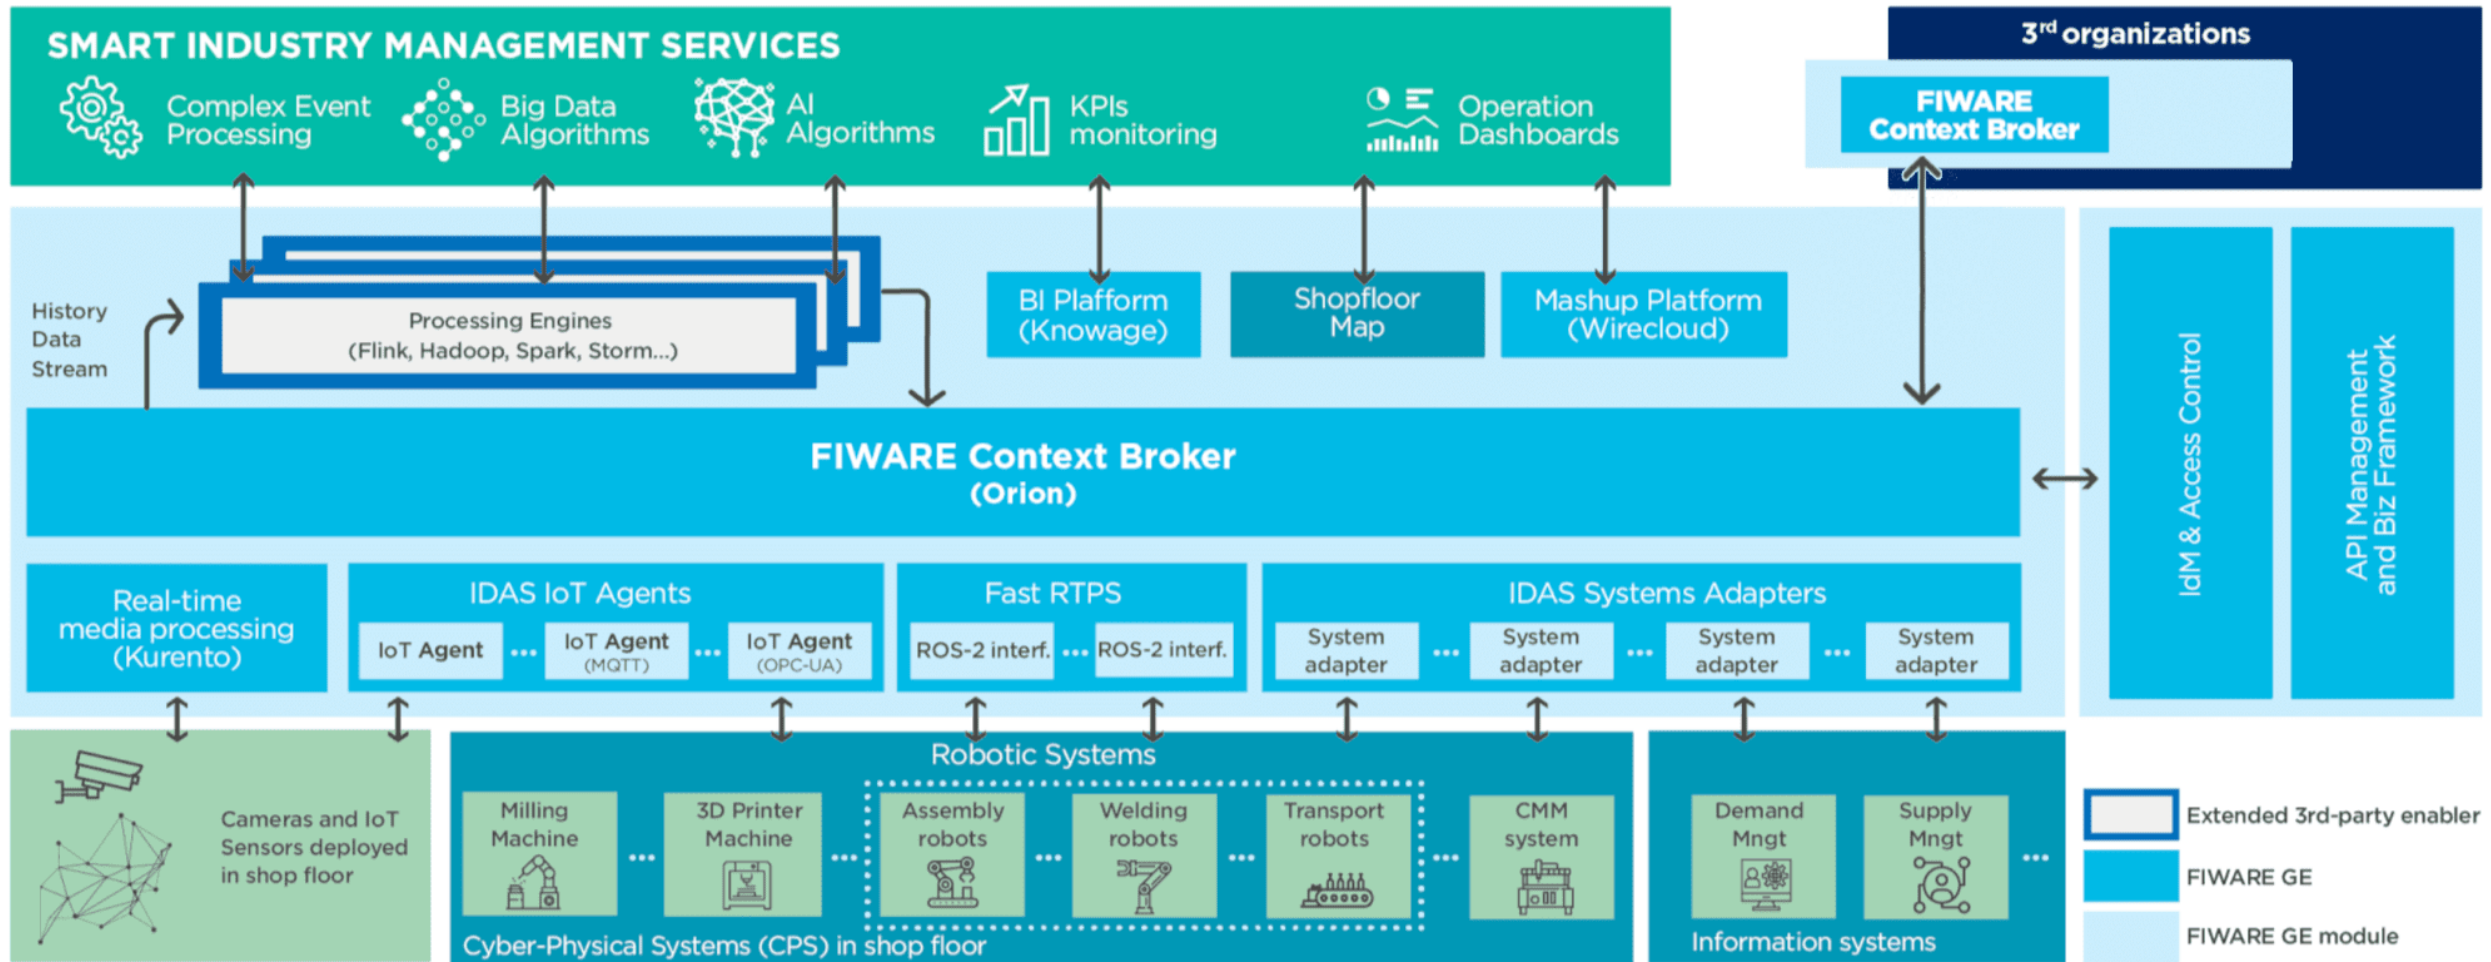 SMART INDUSTRY MANAGEMENT SERVICES
Complex Event
Processing
Big Data
Algorithms
AI
Algorithms
KPIs
monitoring
Operation
Dashboards
3rd organizations
FIWARE
Context Broker
History
Data
Stream
Processing Engines
(Flink, Hadoop, Spark, Storm...)
BI Plafform
(Knowage)
Shopfloor
Map
Mashup Platform
(Wirecloud)
FIWARE Context Broker
(Orion)
IdM & Access Control
API Management
and Biz Framework
Real-time
media processing
(Kurento)
IDAS IoT Agents
IoT Agent
...
IoT Agent
(MQTT)
...
IoT Agent
(OPC-UA)
Fast RTPS
ROS-2 interf.
...
ROS-2 interf.
IDAS Systems Adapters
System
adapter
...
System
adapter
...
System
adapter
...
System
adapter
Cameras and IoT
Sensors deployed
in shop floor
Robotic Systems
Milling
Machine
...
3D Printer
Machine
...
Assembly
robots
...
Welding
robots
...
Transport
robots
...
CMM
system
Cyber-Physical Systems (CPS) in shop floor
Demand
Mngt
Supply
Mngt
...
Information systems
Extended 3rd-party enabler
FIWARE GE
FIWARE GE module